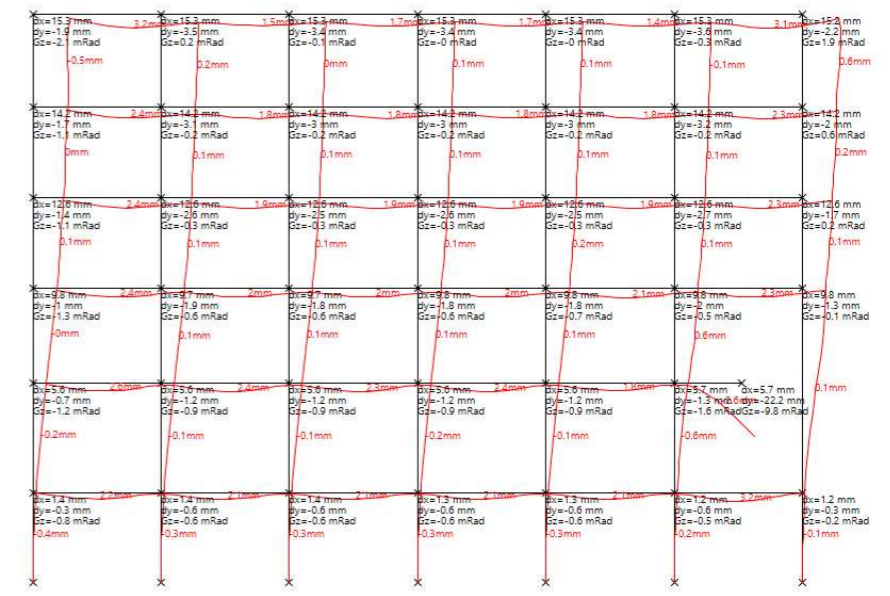 dx=15.3 mm 3.2mm dx=15.3 mm 1.5mm dx=15.3 mm 1.7mm dx=15.3 mm 1.7mm dx=15.3 mm 1.4mm dx=15.3 mm 3.1mm dx=15.2 mm
dy=-1.9 mm dy=-3.5 mm dy=-3.4 mm dy=-3.4 mm dy=-3.4 mm dy=-3.6 mm dy=-2.2 mm
Gz=-2.1 mRad Gz=0.2 mRad Gz=-0.1 mRad Gz=-0 mRad Gz=-0 mRad Gz=-0.3 mRad Gz=1.9 mRad
-0.5mm 0.2mm 0mm 0.1mm 0.1mm -0.1mm 0.6mm
dx=14.2 mm 2.4mm dx=14.2 mm 1.8mm dx=14.2 mm 1.8mm dx=14.2 mm 1.8mm dx=14.2 mm 1.8mm dx=14.2 mm 2.3mm dx=14.2 mm
dy=-1.7 mm dy=-3.1 mm dy=-3 mm dy=-3 mm dy=-3 mm dy=-3.2 mm dy=-2 mm
Gz=-1.1 mRad Gz=-0.2 mRad Gz=-0.2 mRad Gz=-0.2 mRad Gz=-0.2 mRad Gz=-0.2 mRad Gz=0.6 mRad
0mm 0.1mm 0.1mm 0.1mm 0.1mm 0.1mm 0.2mm
dx=12.6 mm 2.4mm dx=12.6 mm 1.9mm dx=12.6 mm 1.9mm dx=12.6 mm 1.9mm dx=12.6 mm 1.9mm dx=12.6 mm 2.3mm dx=12.6 mm
dy=-1.4 mm dy=-2.6 mm dy=-2.5 mm dy=-2.6 mm dy=-2.5 mm dy=-2.7 mm dy=-1.7 mm
Gz=-1.1 mRad Gz=-0.3 mRad Gz=-0.3 mRad Gz=-0.3 mRad Gz=-0.3 mRad Gz=-0.3 mRad Gz=0.2 mRad
0.1mm 0.1mm 0.1mm 0.1mm 0.2mm 0.1mm 0.1mm
dx=9.8 mm 2.4mm dx=9.7 mm 2mm dx=9.7 mm 2mm dx=9.8 mm 2mm dx=9.8 mm 2.1mm dx=9.8 mm 2.3mm dx=9.8 mm
dy=-1 mm dy=-1.9 mm dy=-1.8 mm dy=-1.8 mm dy=-1.8 mm dy=-2 mm dy=-1.3 mm
Gz=-1.3 mRad Gz=-0.6 mRad Gz=-0.6 mRad Gz=-0.6 mRad Gz=-0.7 mRad Gz=-0.5 mRad Gz=-0.1 mRad
-0mm 0.1mm 0.1mm 0.1mm 0.1mm 0.6mm
dx=5.6 mm 2.6mm dx=5.6 mm 2.4mm dx=5.6 mm 2.3mm dx=5.6 mm 2.4mm dx=5.6 mm 1.8mm dx=5.7 mm dx=5.7 mm 0.1mm
dy=-0.7 mm dy=-1.2 mm dy=-1.2 mm dy=-1.2 mm dy=-1.2 mm dy=-1.3 mm dy=-22.2 mm
Gz=-1.2 mRad Gz=-0.9 mRad Gz=-0.9 mRad Gz=-0.9 mRad Gz=-0.9 mRad Gz=-1.6 mRad Gz=-9.8 mRad
-0.2mm -0.1mm -0.1mm -0.2mm -0.1mm -0.6mm
dx=1.4 mm 2.2mm dx=1.4 mm 2.1mm dx=1.4 mm 2.1mm dx=1.3 mm 2.1mm dx=1.3 mm 2.1mm dx=1.2 mm 3.2mm dx=1.2 mm
dy=-0.3 mm dy=-0.6 mm dy=-0.6 mm dy=-0.6 mm dy=-0.6 mm dy=-0.6 mm dy=-0.3 mm
Gz=-0.8 mRad Gz=-0.6 mRad Gz=-0.6 mRad Gz=-0.6 mRad Gz=-0.6 mRad Gz=-0.5 mRad Gz=-0.2 mRad
-0.4mm -0.3mm -0.3mm -0.3mm -0.3mm -0.2mm -0.1mm